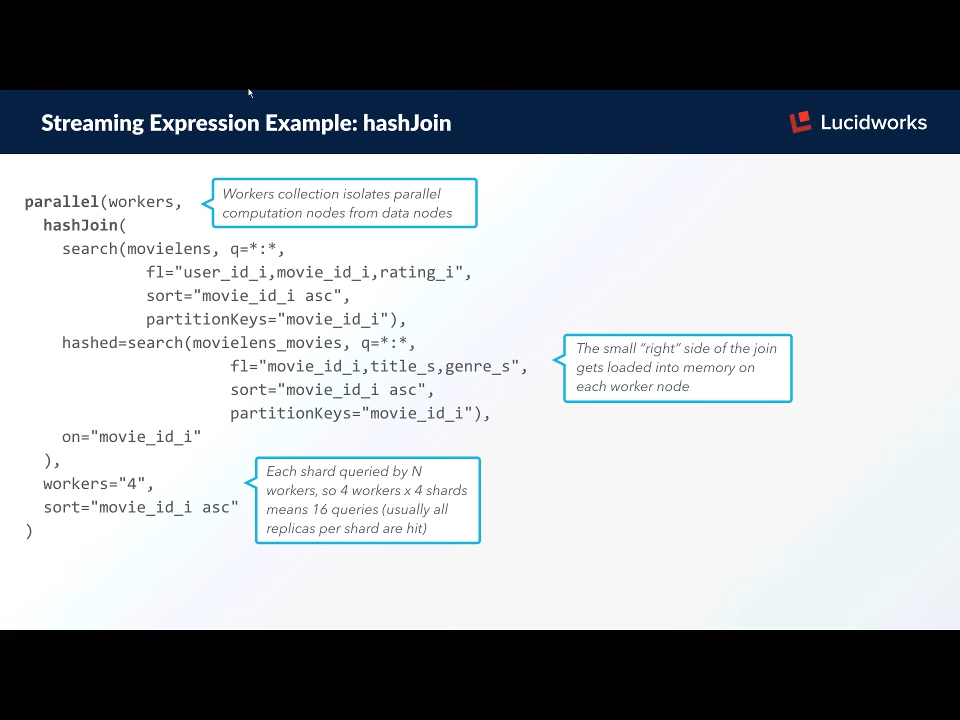 Streaming Expression Example: hashJoin
Lucidworks
parallel(workers,
Workers collection isolates parallel
computation nodes from data nodes
hashJoin(
search(movielens, q=*:*,
fl="user_id_i,movie_id_i,rating_i",
sort="movie_id_i asc",
partitionKeys="movie_id_i"),
hashed=search(movielens_movies, q=*:*,
fl="movie_id_i,title_s,genre_s",
sort="movie_id_i asc",
partitionKeys="movie_id_i"),
The small "right" side of the join
gets loaded into memory on
each worker node
on="movie_id_i"
),
workers="4",
sort="movie_id_i asc"
)
Each shard queried by N
workers, so 4 workers x 4 shards
means 16 queries (usually all
replicas per shard are hit)